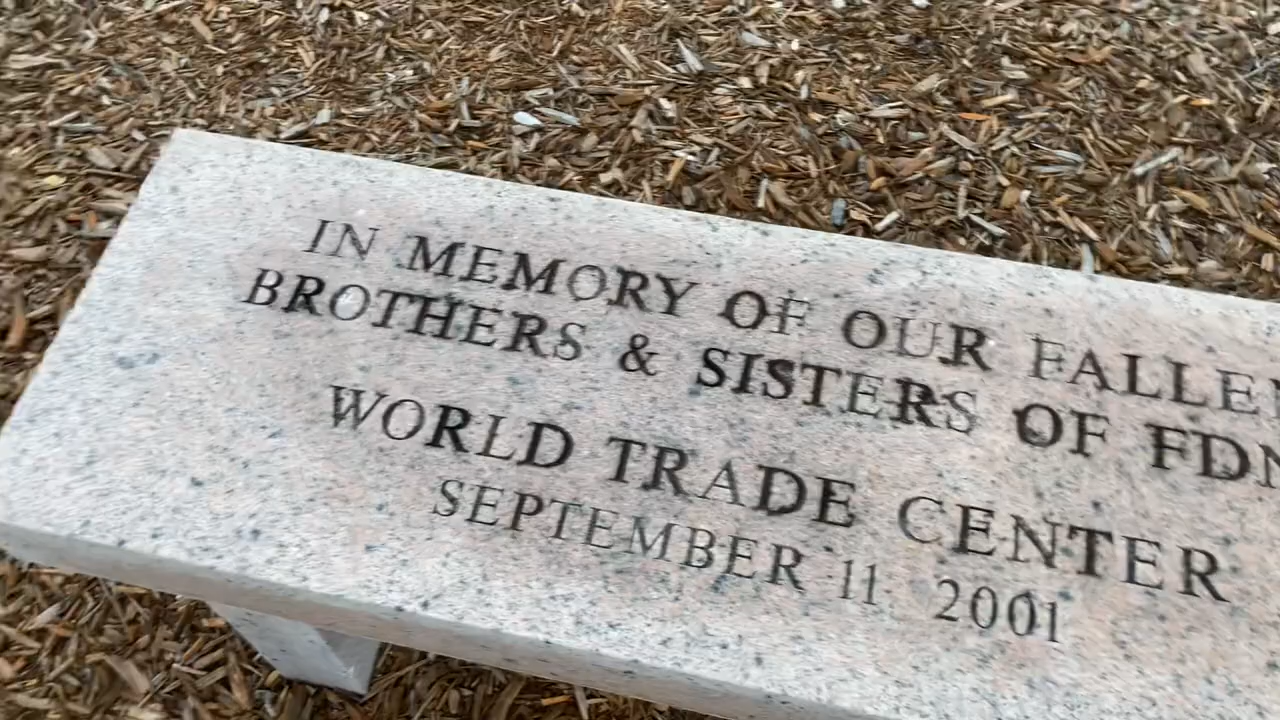 IN MEMORY OF OUR FALLE
BROTHERS & SISTERS OF FDN
WORLD TRADE CENTER
SEPTEMBER 11 2001